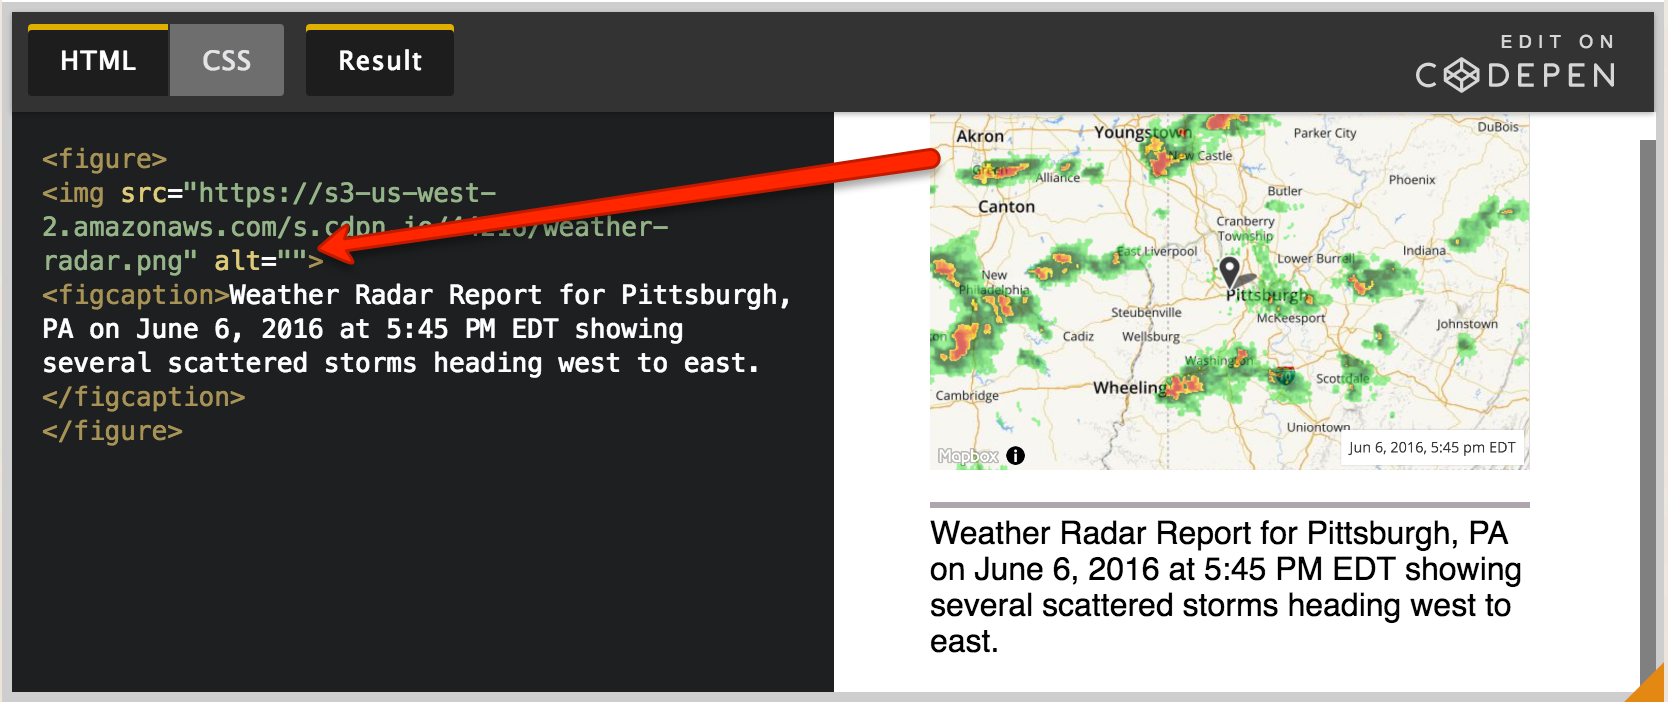 HTML
CSS
Result
EDIT ON
CODEPEN
<figure>
<img src="https://s3-us-west-
2.amazonaws.com/s.cdpn.io/          /weather-
radar.png" alt="">
<figcaption>Weather Radar Report for Pittsburgh,
PA on June 6, 2016 at 5:45 PM EDT showing
several scattered storms heading west to east.
</figcaption>
</figure>
Akron
Youngstown
Parker City
DuBois
New Castle
Green
Alliance
Phoenix
Butler
Canton
Cranberry
Township
East Liverpool
Indiana
Lower Burrell
New
Philadelphia
Pittsburgh
Steubenville
McKeesport
Johnstown
Cadiz
Wellsburg
Washington
Scottdale
Wheeling
Cambridge
Uniontown
Mapbox
Jun 6, 2016, 5:45 pm EDT
Weather Radar Report for Pittsburgh, PA
on June 6, 2016 at 5:45 PM EDT showing
several scattered storms heading west to
east.